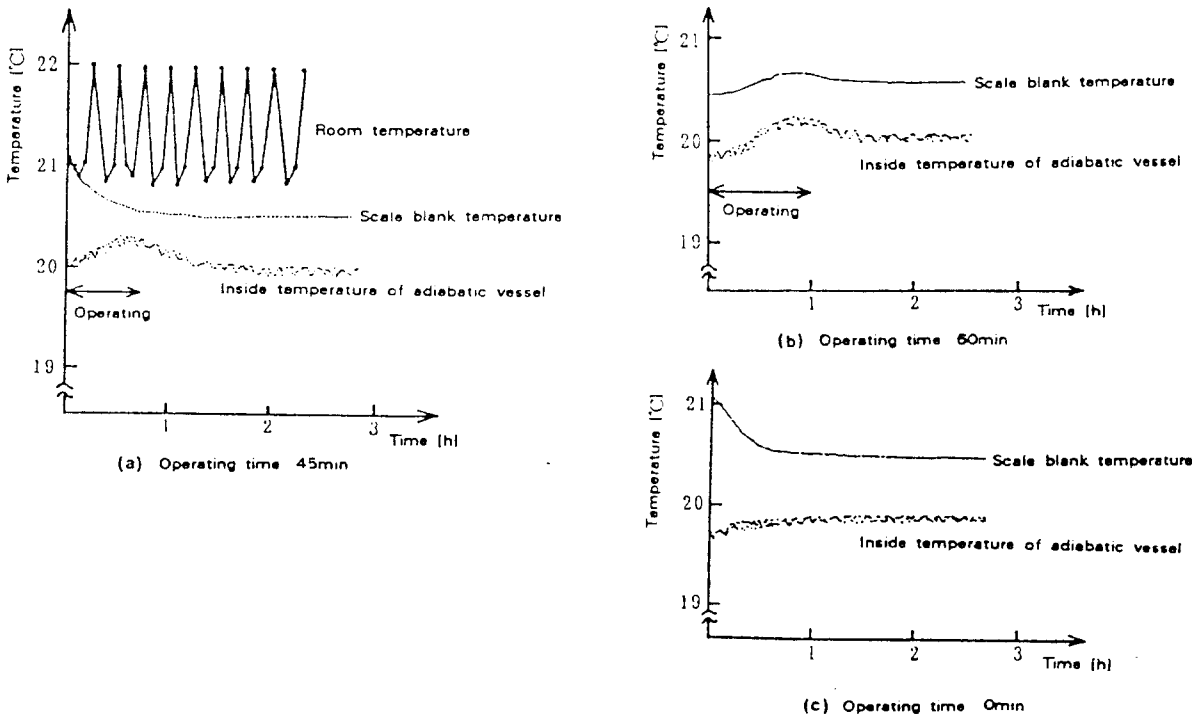 Temperature [℃]
22
21
20
19
Room temperature
Scale blank temperature
Inside temperature of adiabatic vessel
Operating
1
2
3
Time [h]
(a) Operating time 45min
Temperature [℃]
21
20
19
Scale blank temperature
Inside temperature of adiabatic vessel
Operating
1
2
3
Time [h]
(b) Operating time 60min
Temperature [℃]
21
20
19
Scale blank temperature
Inside temperature of adiabatic vessel
1
2
3
Time [h]
(c) Operating time 0min